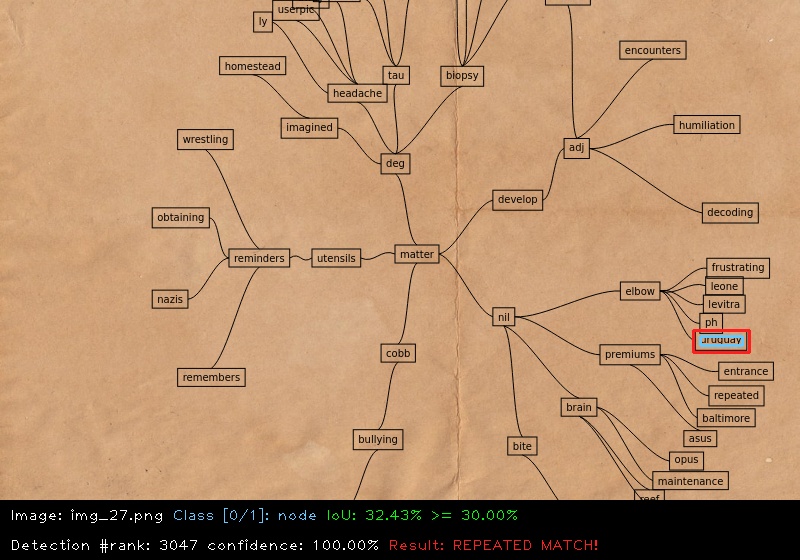 userpic
ly
tau
biopsy
homestead
headache
encounters
imagined
humiliation
wrestling
adj
deg
develop
decoding
obtaining
reminders
utensils
matter
frustrating
elbow
leone
levitra
nazis
nil
ph
uruguay
cobb
premiums
entrance
remembers
repeated
brain
baltimore
bullying
asus
bite
opus
maintenance
reef
Image: img_27.png Class [0/1]: node IoU: 32.43% >= 30.00%
Detection #rank: 3047 confidence: 100.00% Result: REPEATED MATCH!